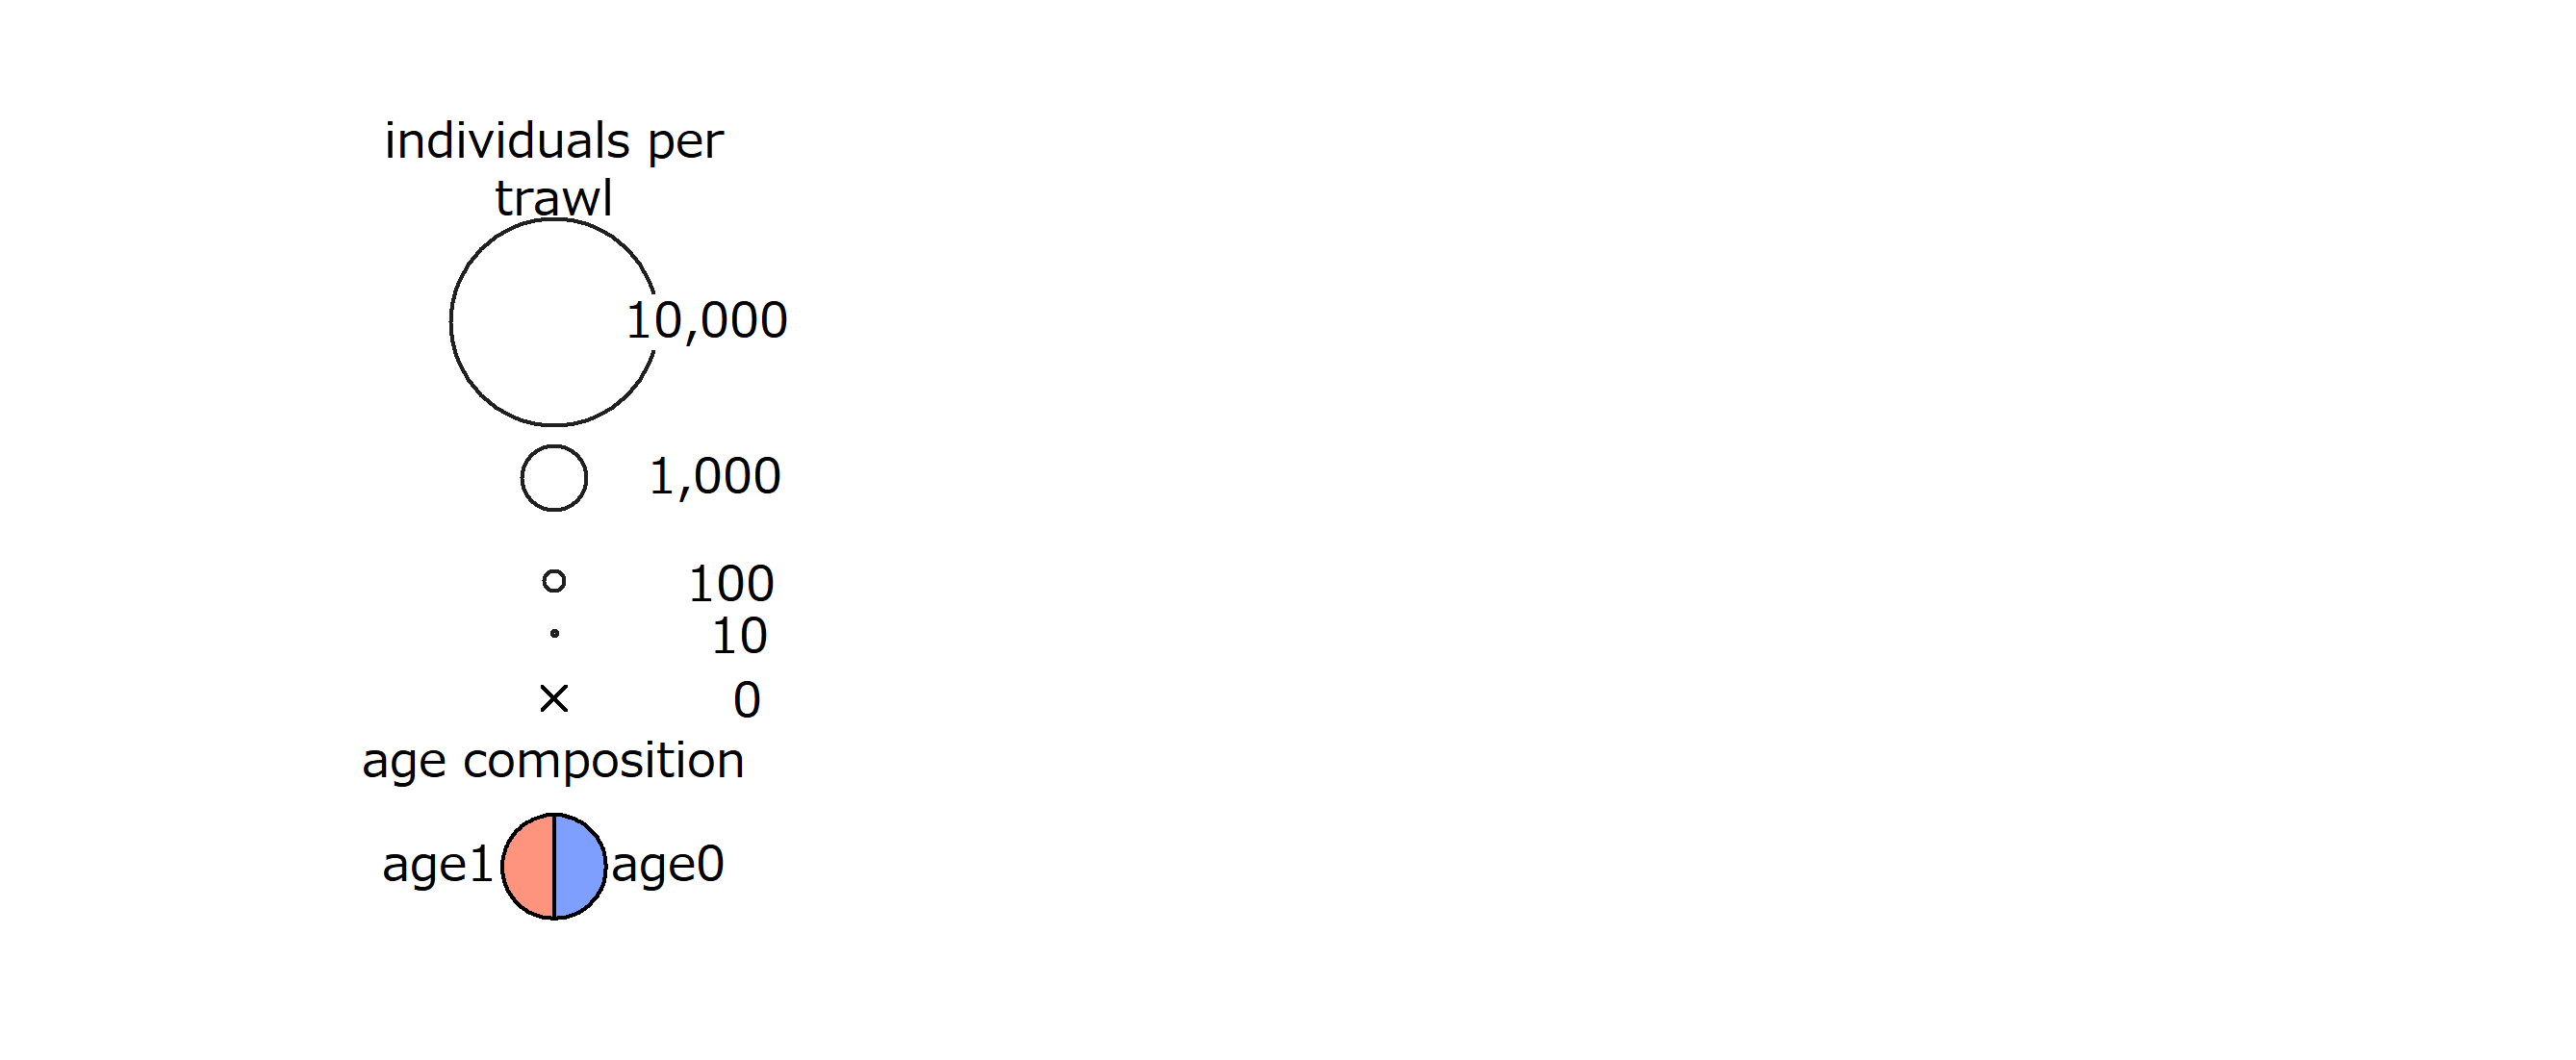 individuals per
trawl
10,000
1,000
100
10
0
age composition
age1 age0